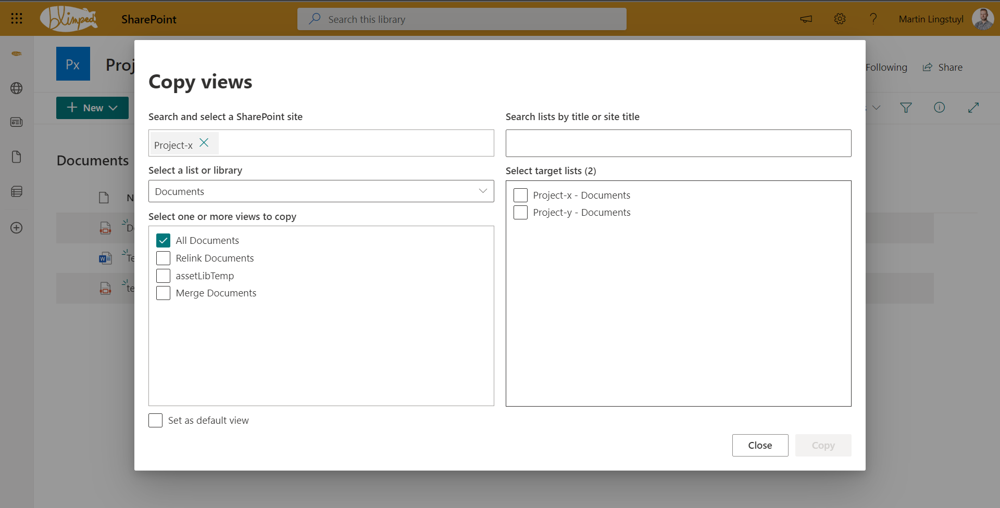 blimped
SharePoint
Search this library
Martin Lingstuyl
Px
Proj
Following
Share
New
Documents
N
Copy views
Search and select a SharePoint site
Project-x
Select a list or library
Documents
Select one or more views to copy
All Documents
Relink Documents
assetLibTemp
Merge Documents
Set as default view
Search lists by title or site title
Select target lists (2)
Project-x - Documents
Project-y - Documents
Close
Copy